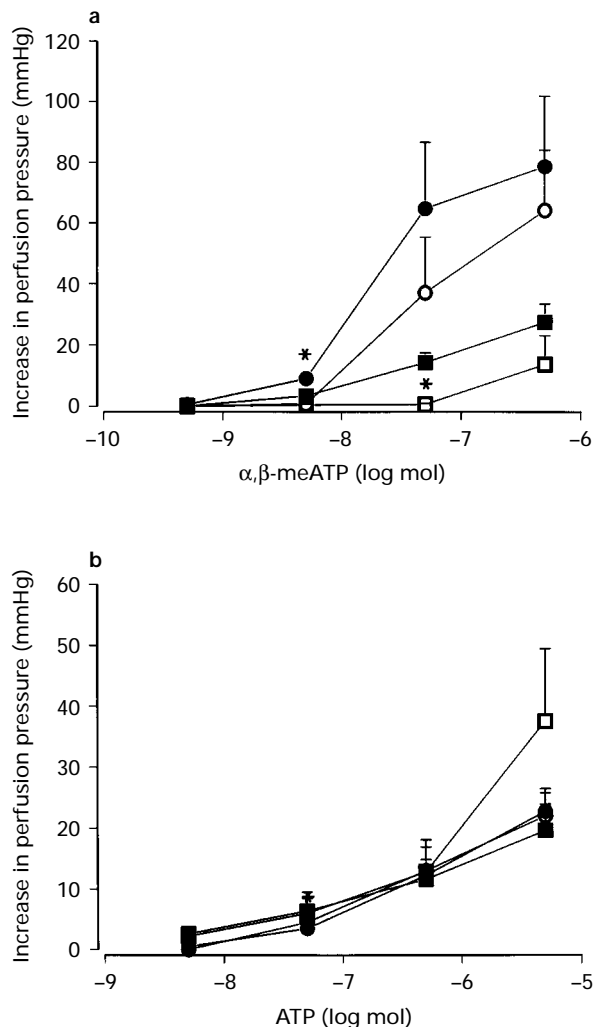 a
Increase in perfusion pressure (mmHg)
120
100
80
60
40
20
0
* *
−10 −9 −8 −7 −6
α,β-meATP (log mol)
b
Increase in perfusion pressure (mmHg)
60
50
40
30
20
10
0
*
−9 −8 −7 −6 −5
ATP (log mol)